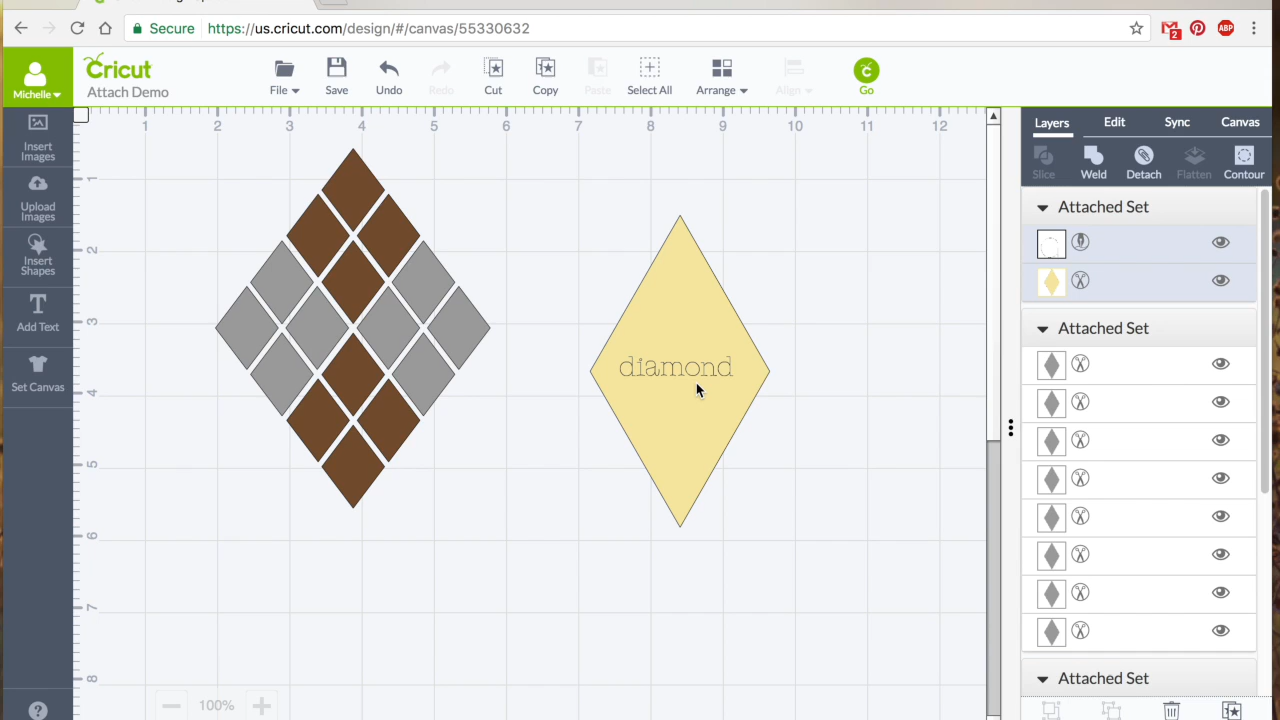 Secure https://us.cricut.com/design/#/canvas/55330632
2
ABP
Michelle
Cricut
Attach Demo
File
Save
Undo
Redo
Cut
Copy
Paste
Select All
Arrange
Align
Go
1 2 3 4 5 6 7 8 9 10 11 12
1
2
3
4
5
6
7
8
Insert
Images
Upload
Images
Insert
Shapes
Add Text
Set Canvas
?
diamond
100%
Layers Edit Sync Canvas
Slice Weld Detach Flatten Contour
Attached Set
Attached Set
Attached Set